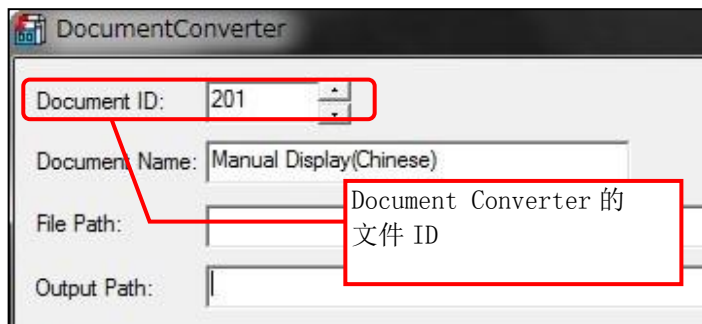 DocumentConverter
Document ID: 201
Document Name: Manual Display(Chinese)
File Path:
Document Converter 的
文件 ID
Output Path: